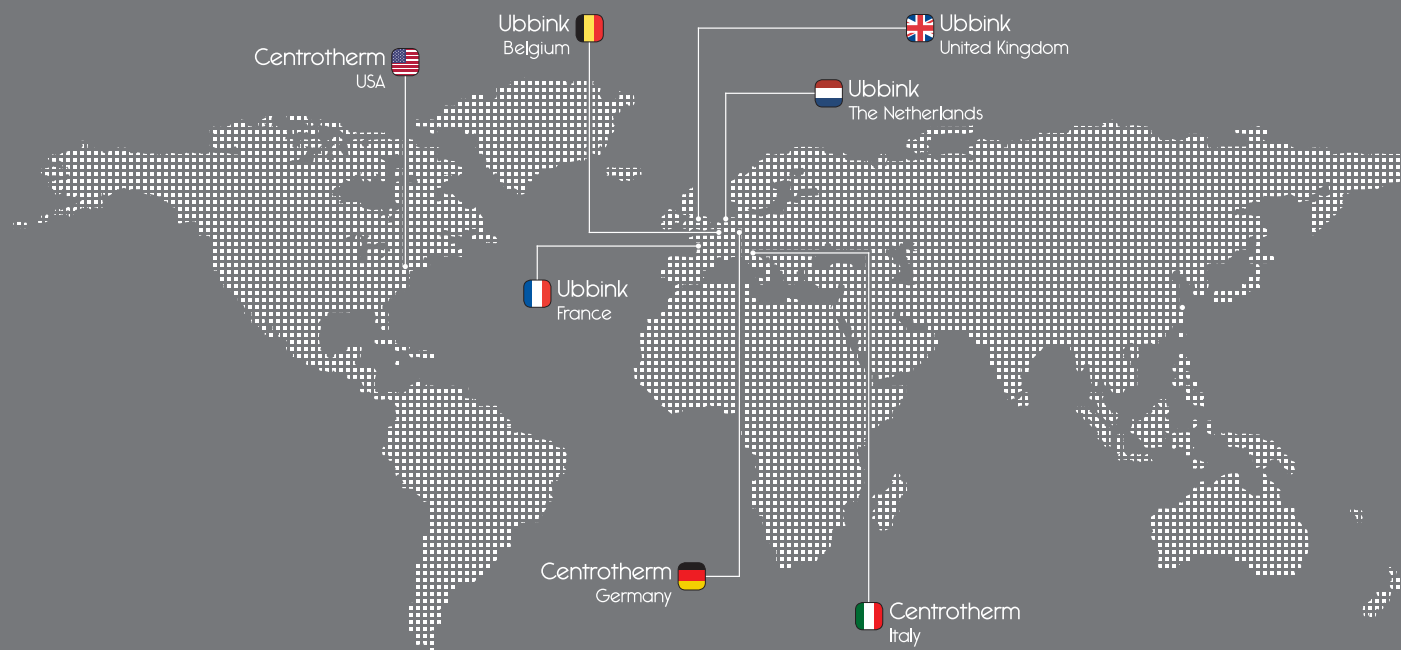 Ubbink
Belgium
Ubbink
United Kingdom
Centrotherm
USA
Ubbink
The Netherlands
Ubbink
France
Centrotherm
Germany
Centrotherm
Italy